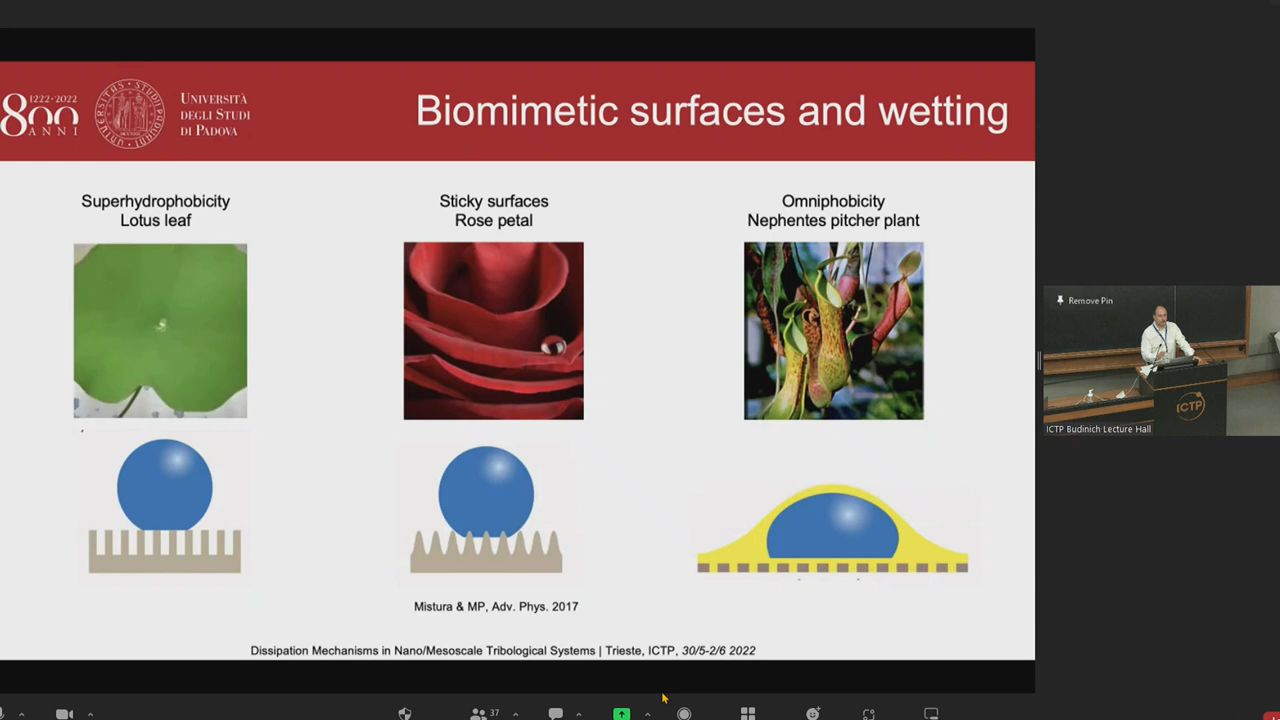 1222·2022
800
ANNI
UNIVERSITÀ
DEGLI STUDI
DI PADOVA
Biomimetic surfaces and wetting
Superhydrophobicity
Lotus leaf
Sticky surfaces
Rose petal
Omniphobicity
Nephentes pitcher plant
Mistura & MP, Adv. Phys. 2017
Dissipation Mechanisms in Nano/Mesoscale Tribological Systems | Trieste, ICTP, 30/5-2/6 2022
Remove Pin
ICTP
ICTP Budinich Lecture Hall
37